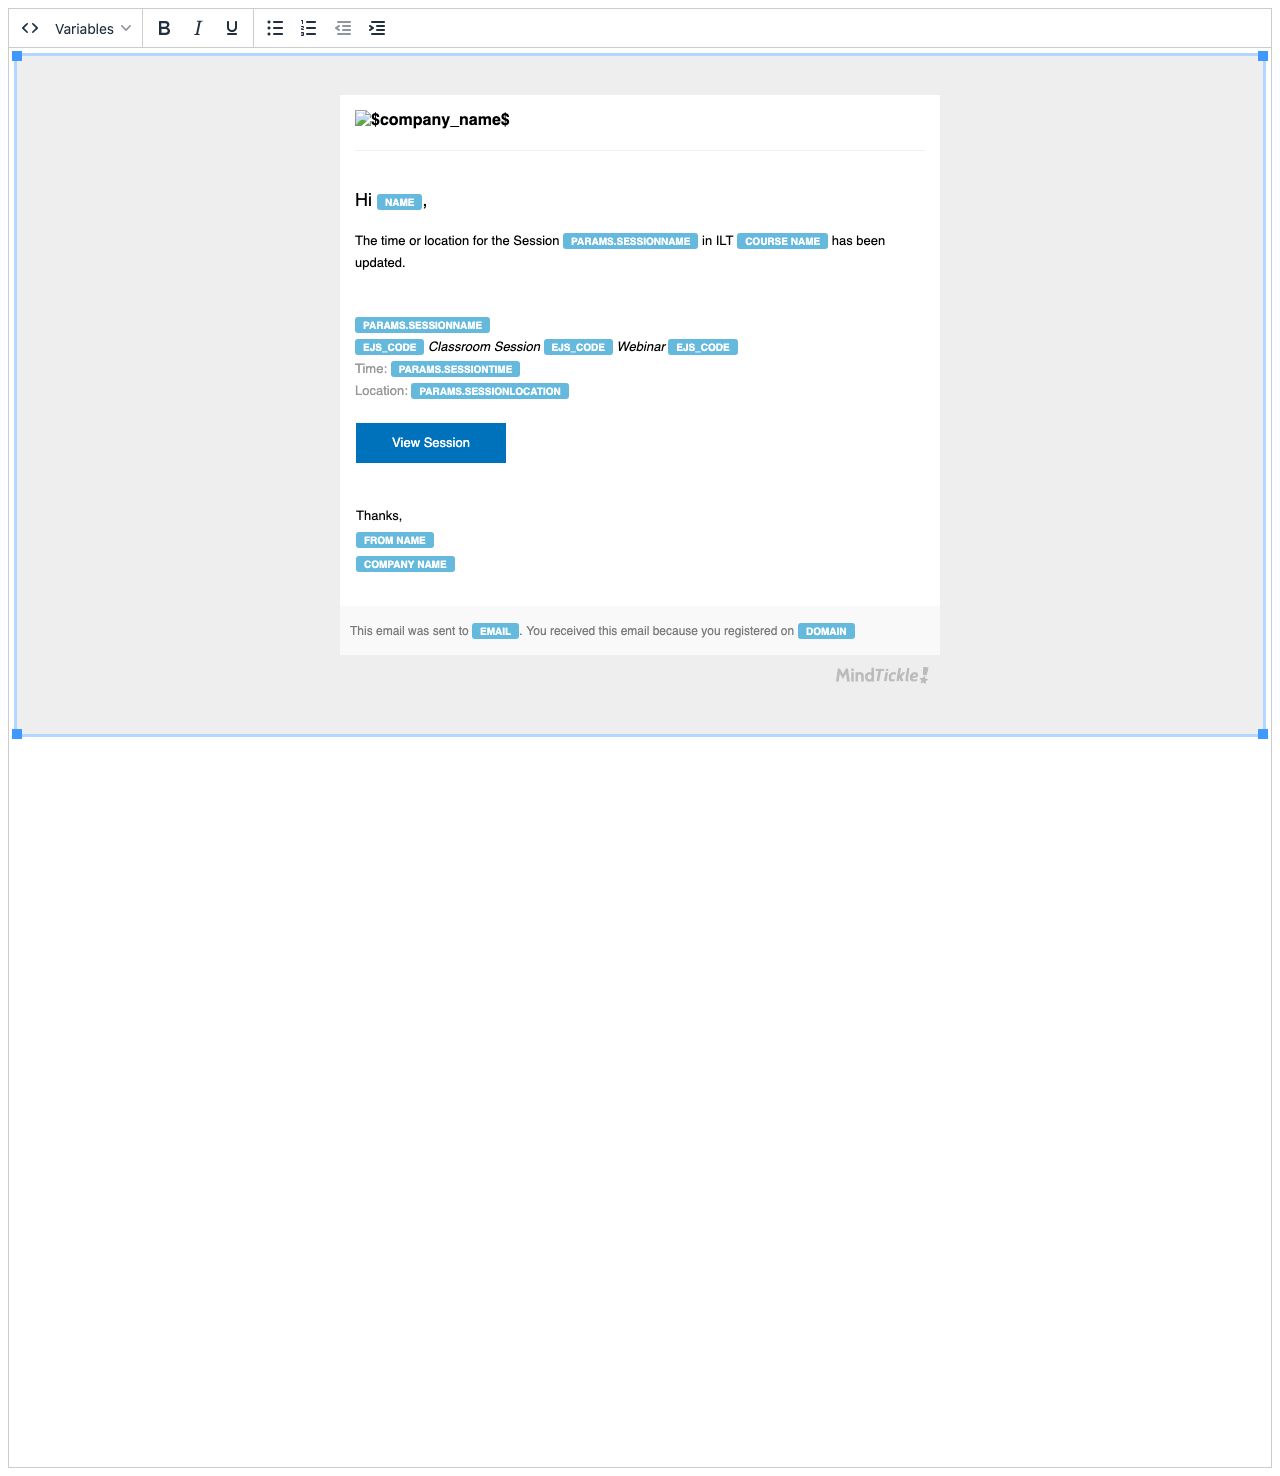 Variables B I U
$company_name$
Hi NAME,
The time or location for the Session PARAMS.SESSIONNAME in ILT COURSE NAME has been
updated.
PARAMS.SESSIONNAME
EJS_CODE Classroom Session EJS_CODE Webinar EJS_CODE
Time: PARAMS.SESSIONTIME
Location: PARAMS.SESSIONLOCATION
View Session
Thanks,
FROM NAME
COMPANY NAME
This email was sent to EMAIL. You received this email because you registered on DOMAIN
MindTickle!